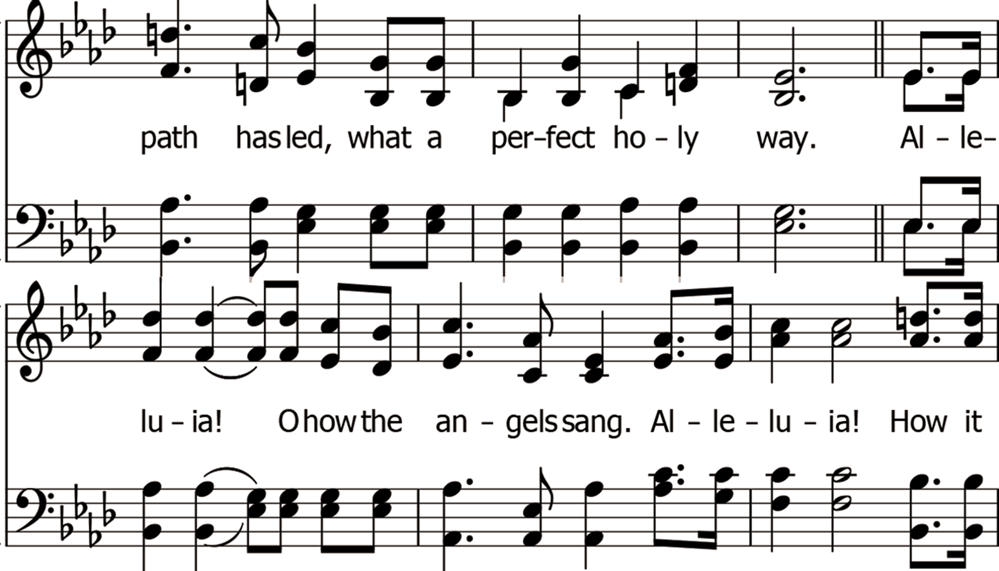 path has led, what a per-fect ho - ly way. Al - le-
lu - ia! O how the an - gels sang. Al - le - lu - ia! How it